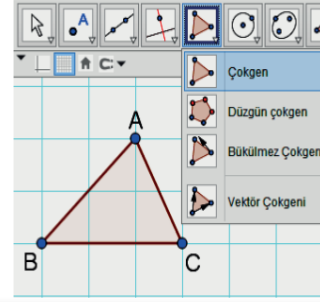 A
Çokgen
Düzgün çokgen
Bükülmez Çokgen
Vektör Çokgeni
A
B
C